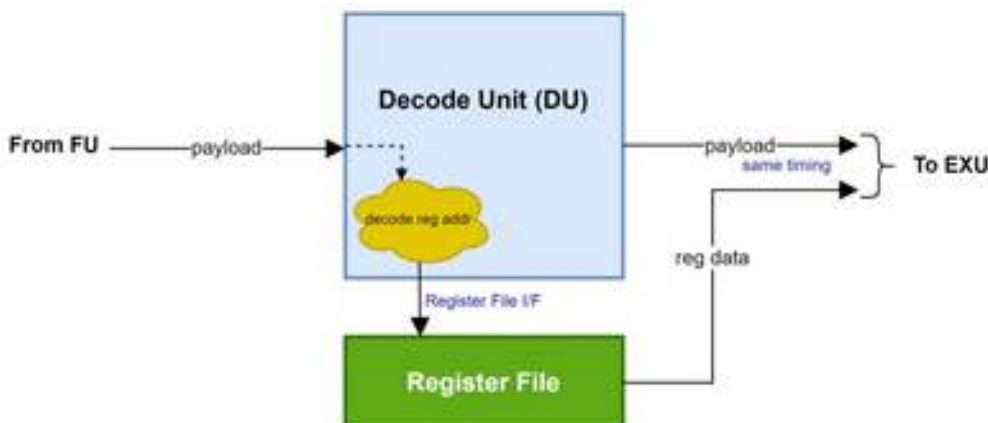 Decode Unit (DU)
From FU
payload
payload
same timing
To EXU
decode reg addr
reg data
Register File I/F
Register File